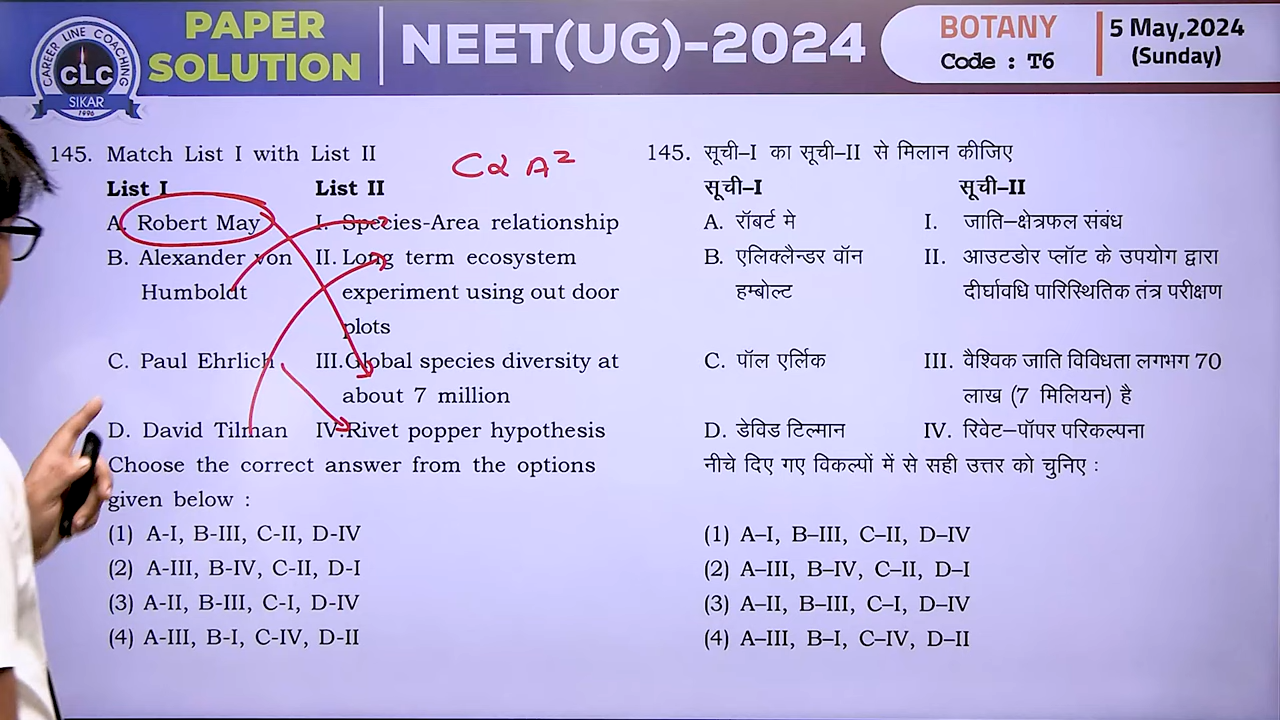 CAREER LINE COACHING
CLC
SIKAR
1996
PAPER
SOLUTION
NEET(UG)-2024
BOTANY
Code : T6
5 May,2024
(Sunday)
145. Match List I with List II
C∝ A²
List I List II
A. Robert May I. Species-Area relationship
B. Alexander von II. Long term ecosystem
Humboldt experiment using out door
plots
C. Paul Ehrlich III. Global species diversity at
about 7 million
D. David Tilman IV. Rivet popper hypothesis
Choose the correct answer from the options
given below :
(1) A-I, B-III, C-II, D-IV
(2) A-III, B-IV, C-II, D-I
(3) A-II, B-III, C-I, D-IV
(4) A-III, B-I, C-IV, D-II
145. सूची–I का सूची–II से मिलान कीजिए
सूची–I सूची–II
A. रॉबर्ट मे I. जाति–क्षेत्रफल संबंध
B. एलिक्लैन्डर वॉन II. आउटडोर प्लॉट के उपयोग द्वारा
हम्बोल्ट दीर्घावधि पारिस्थितिक तंत्र परीक्षण
C. पॉल एर्लिक III. वैश्विक जाति विविधता लगभग 70
लाख (7 मिलियन) है
D. डेविड टिल्मान IV. रिवेट–पॉपर परिकल्पना
नीचे दिए गए विकल्पों में से सही उत्तर को चुनिए :
(1) A–I, B–III, C–II, D–IV
(2) A–III, B–IV, C–II, D–I
(3) A–II, B–III, C–I, D–IV
(4) A–III, B–I, C–IV, D–II